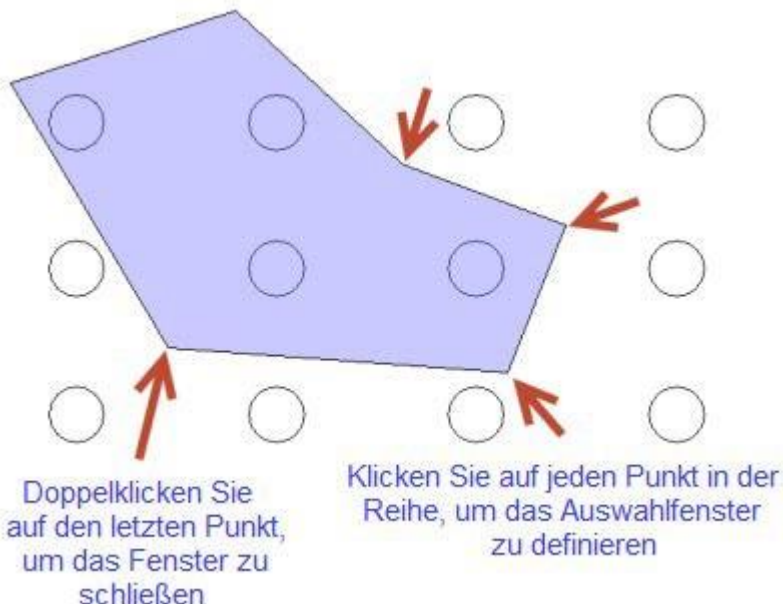 Doppelklicken Sie
auf den letzten Punkt,
um das Fenster zu
schließen
Klicken Sie auf jeden Punkt in der
Reihe, um das Auswahlfenster
zu definieren